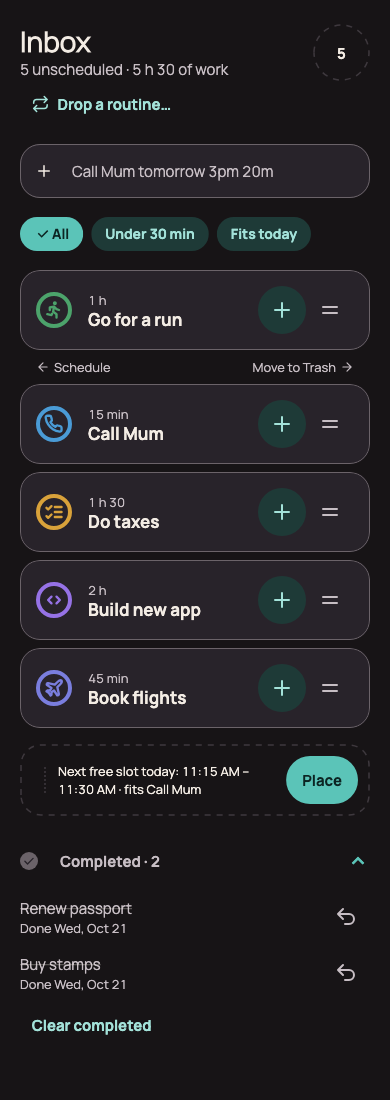 Inbox
5 unscheduled · 5 h 30 of work
5
Drop a routine...
Call Mum tomorrow 3pm 20m
All
Under 30 min
Fits today
1 h
Go for a run
Schedule
Move to Trash
15 min
Call Mum
1 h 30
Do taxes
2 h
Build new app
45 min
Book flights
Next free slot today: 11:15 AM –
11:30 AM · fits Call Mum
Place
Completed · 2
Renew passport
Done Wed, Oct 21
Buy stamps
Done Wed, Oct 21
Clear completed